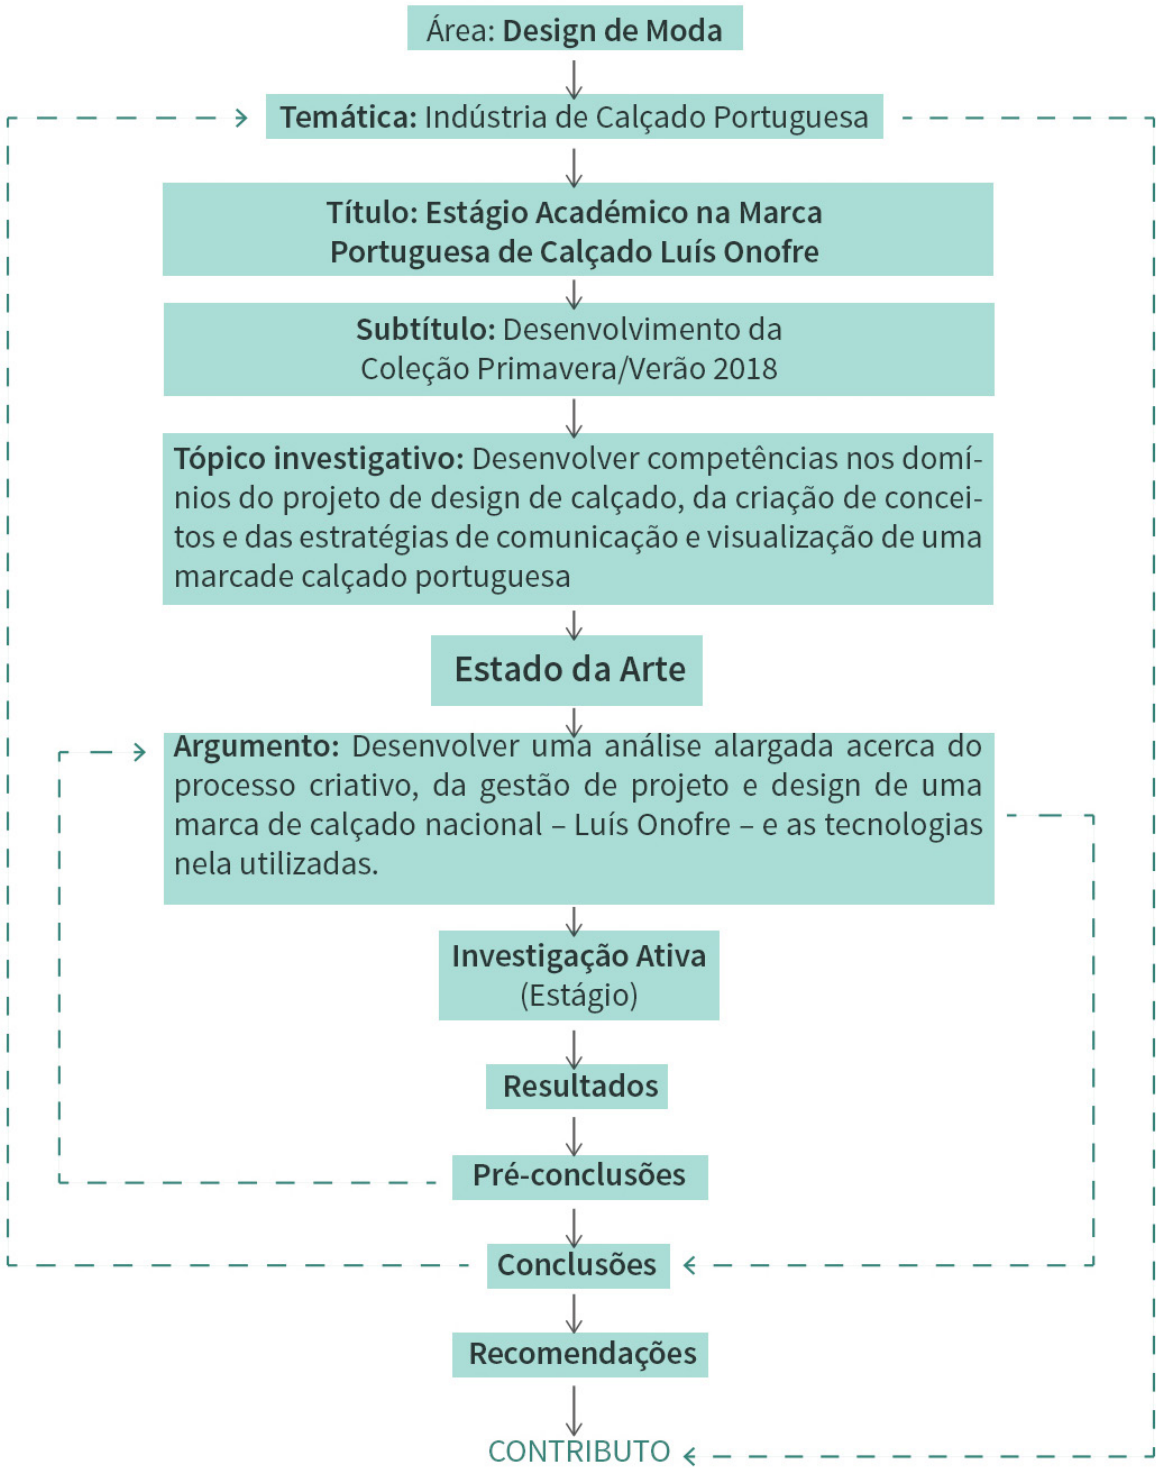 Área: Design de Moda
Temática: Indústria de Calçado Portuguesa
Título: Estágio Académico na Marca
Portuguesa de Calçado Luís Onofre
Subtítulo: Desenvolvimento da
Coleção Primavera/Verão 2018
Tópico investigativo: Desenvolver competências nos domí-
nios do projeto de design de calçado, da criação de concei-
tos e das estratégias de comunicação e visualização de uma
marcade calçado portuguesa
Estado da Arte
Argumento: Desenvolver uma análise alargada acerca do
processo criativo, da gestão de projeto e design de uma
marca de calçado nacional – Luís Onofre – e as tecnologias
nela utilizadas.
Investigação Ativa
(Estágio)
Resultados
Pré-conclusões
Conclusões
Recomendações
CONTRIBUTO